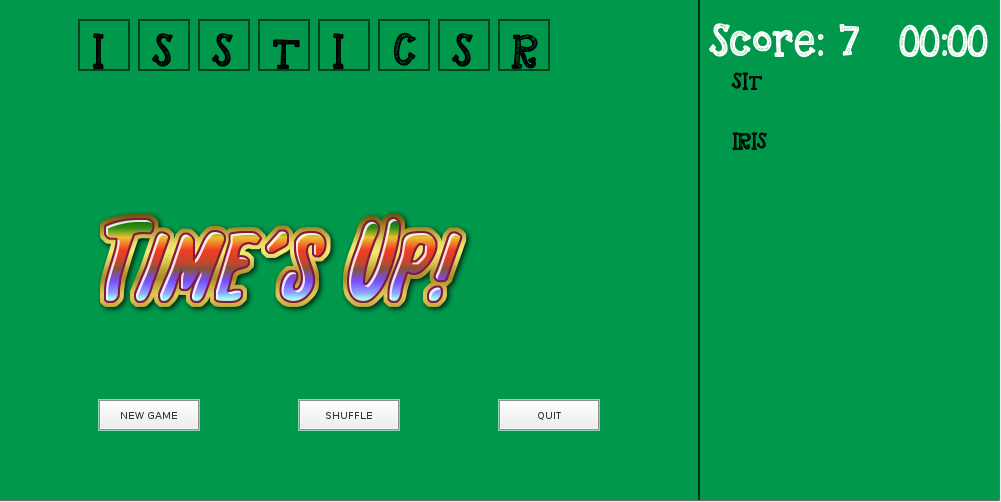 I S S T I C S R
Score: 7 00:00
SIT
IRIS
TIME'S UP!
NEW GAME SHUFFLE QUIT